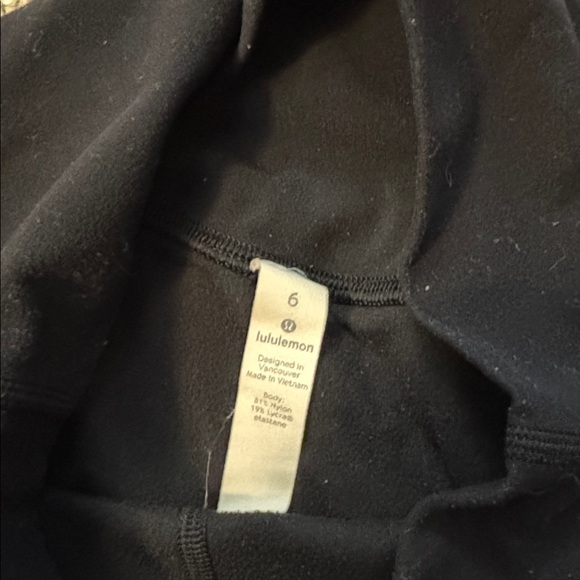 6
lululemon
Designed in
Vancouver
Made in Vietnam
Body:
81% Nylon
19% Lycra®
elastane